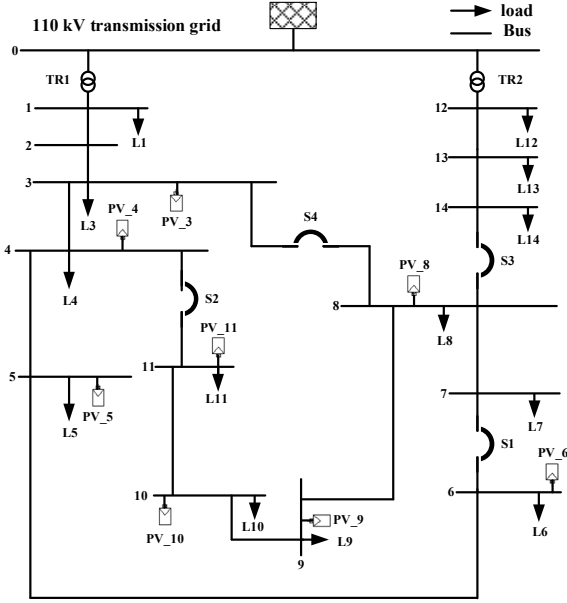 110 kV transmission grid
load
Bus
0
TR1
TR2
1
L1
12
L12
2
13
L13
3
PV_4
L3
PV_3
14
L14
S4
4
L4
S2
PV_8
S3
8
L8
PV_11
11
L11
5
L5
PV_5
7
L7
S1
PV_6
10
PV_10
L10
PV_9
L9
9
6
L6